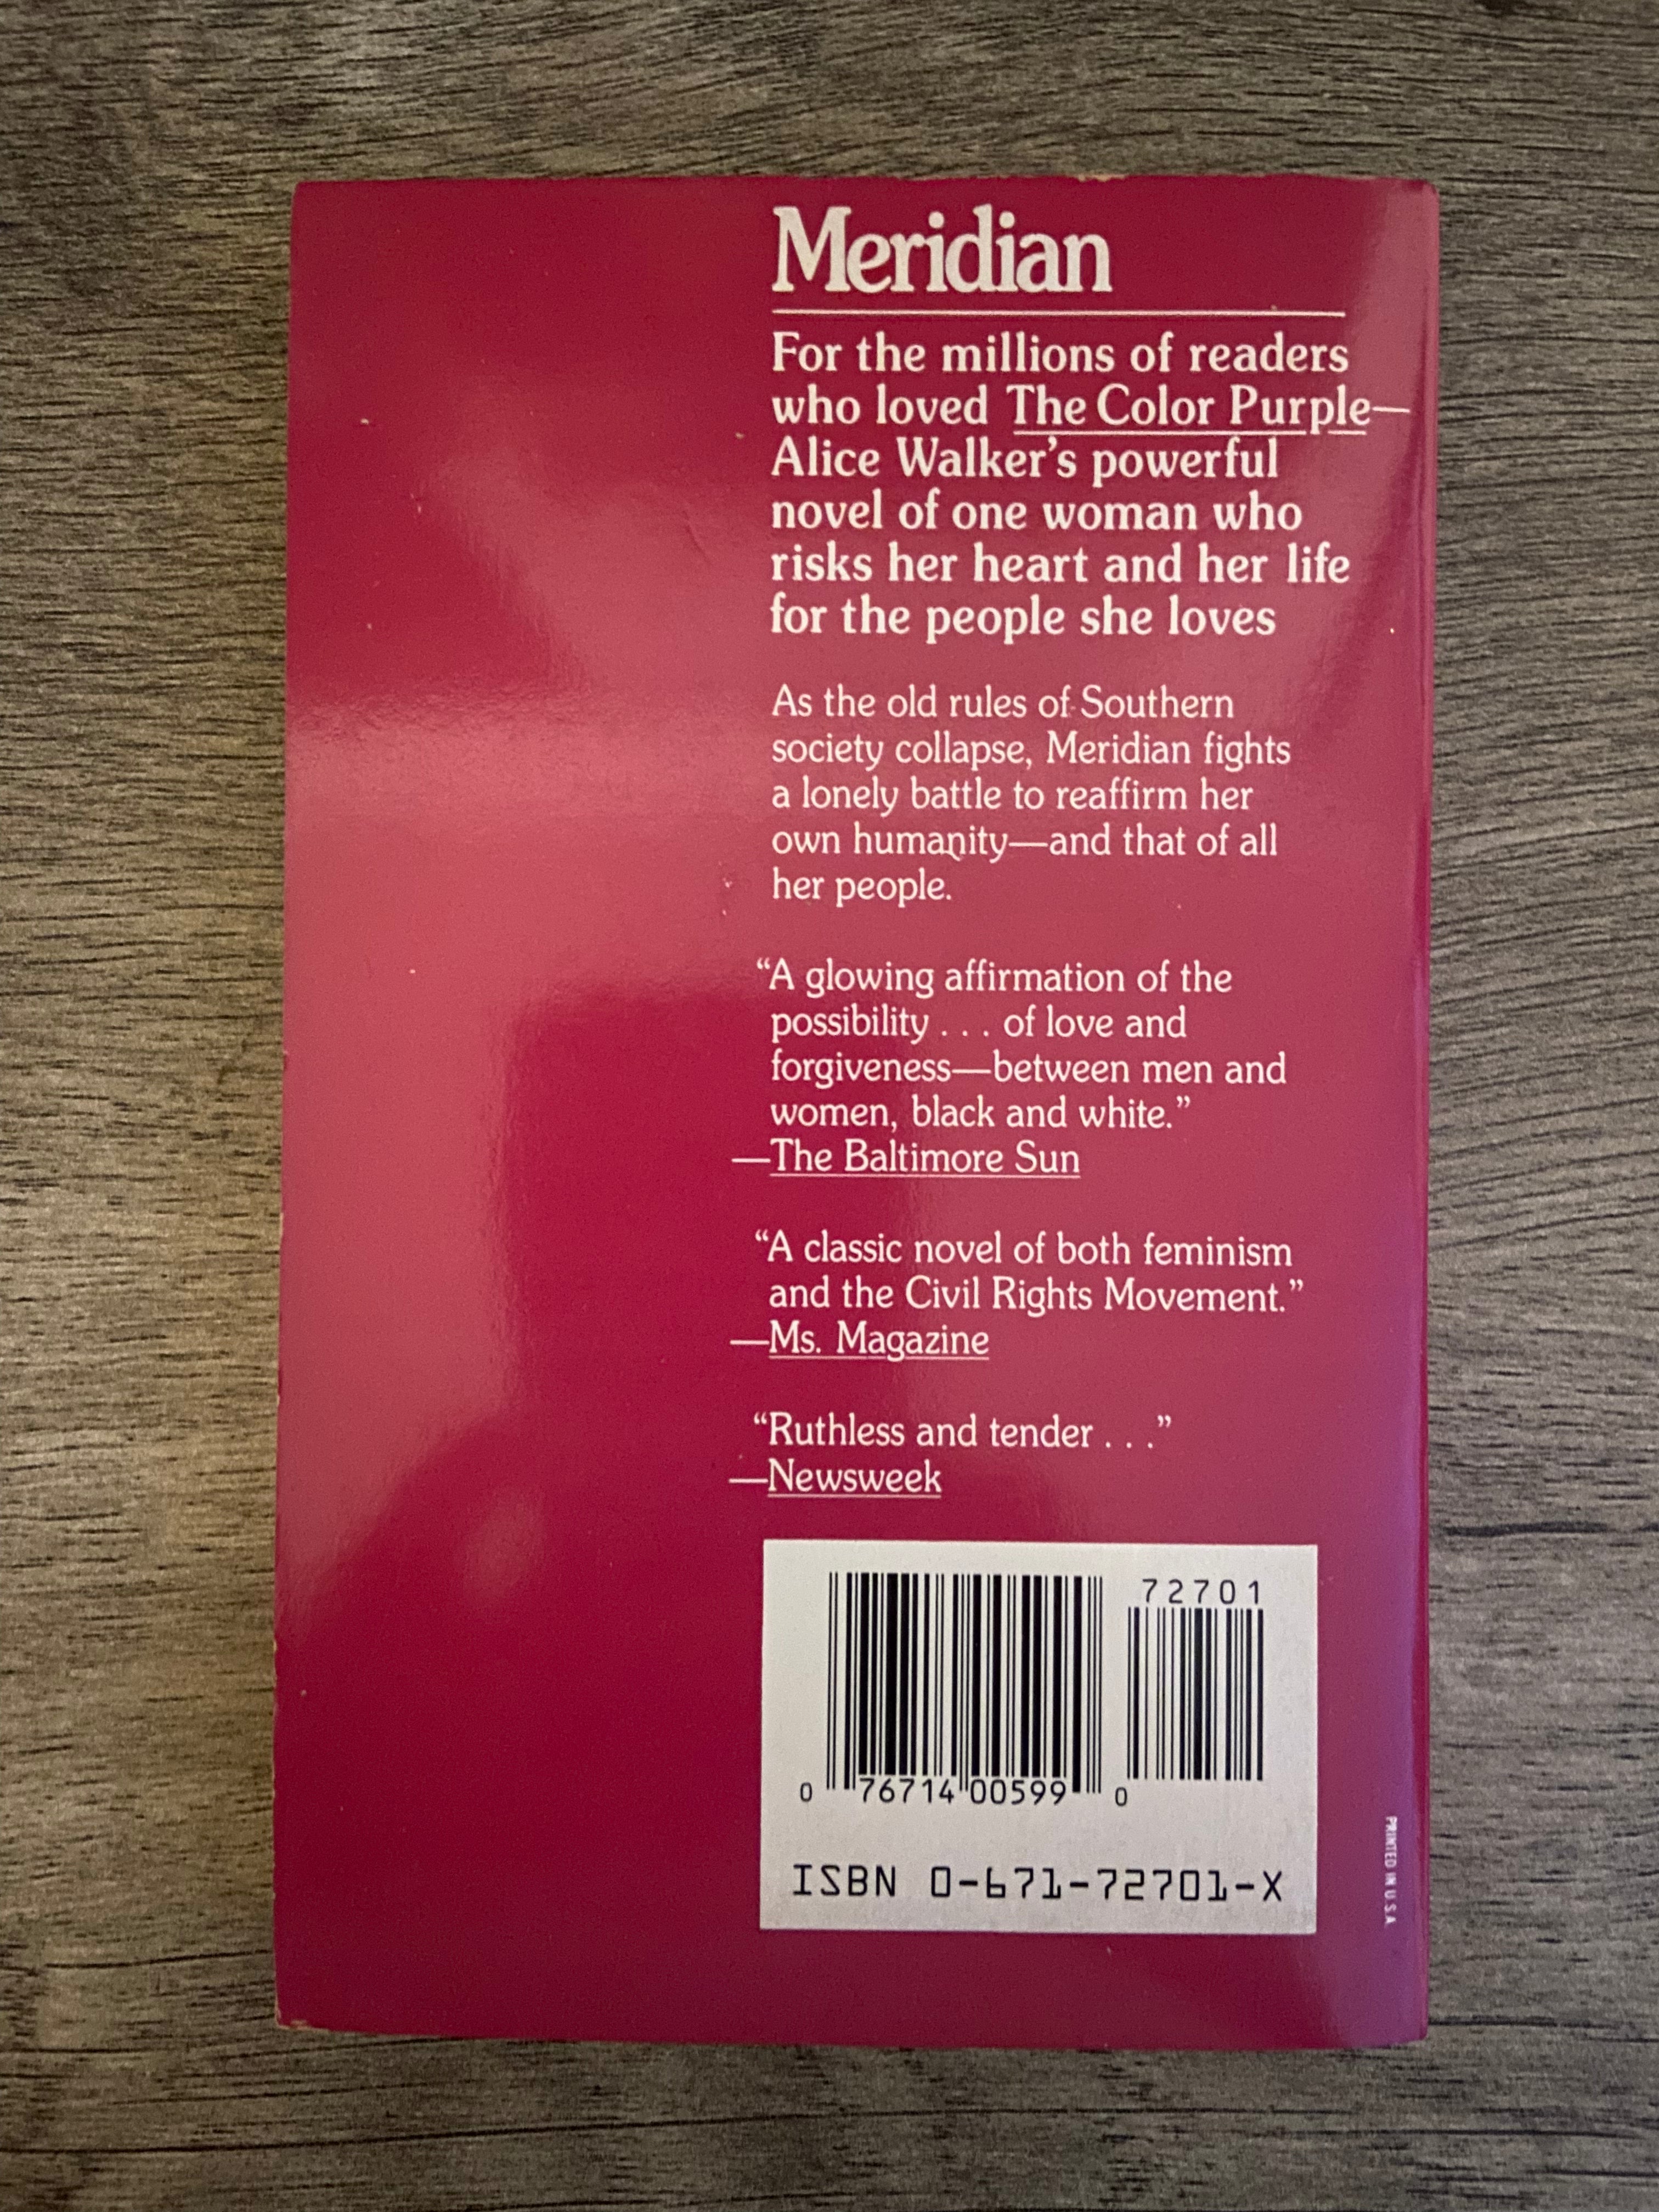 Meridian
For the millions of readers
who loved The Color Purple—
Alice Walker's powerful
novel of one woman who
risks her heart and her life
for the people she loves
As the old rules of Southern
society collapse, Meridian fights
a lonely battle to reaffirm her
own humanity—and that of all
her people.
“A glowing affirmation of the
possibility . . . of love and
forgiveness—between men and
women, black and white.”
—The Baltimore Sun
“A classic novel of both feminism
and the Civil Rights Movement.”
—Ms. Magazine
“Ruthless and tender . . .”
—Newsweek
72701
0 76714 00599 0
ISBN 0-671-72701-X
PRINTED IN U.S.A.